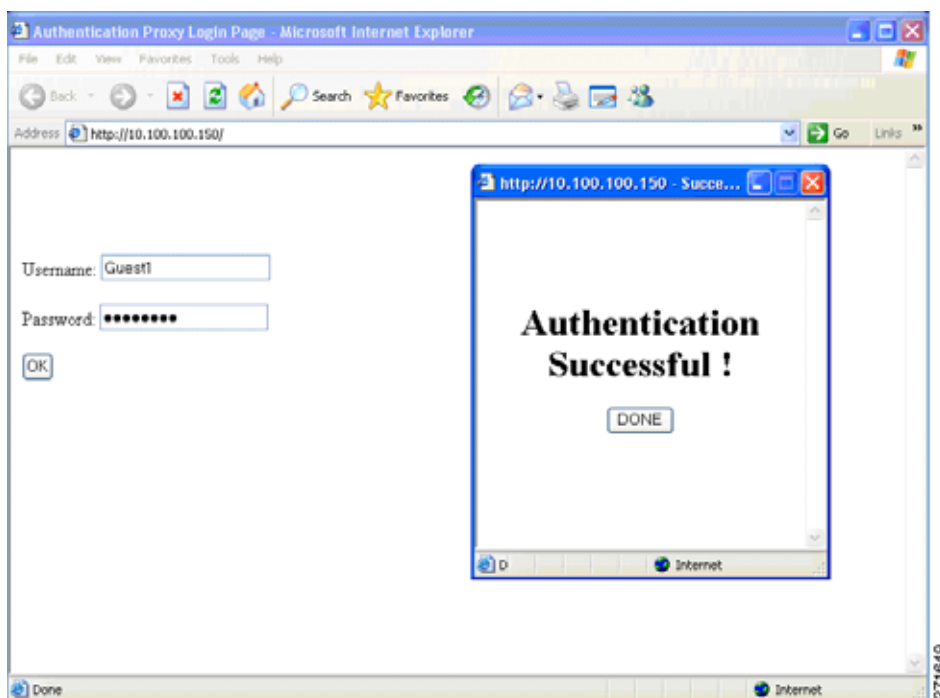 Authentication Proxy Login Page - Microsoft Internet Explorer
File Edit View Favorites Tools Help
Back Search Favorites
Address http://10.100.100.150/ Go Links »
http://10.100.100.150 - Succe...
Username: Guest1
Password: ••••••••
OK
Authentication
Successful !
DONE
D Internet
Done Internet
271649